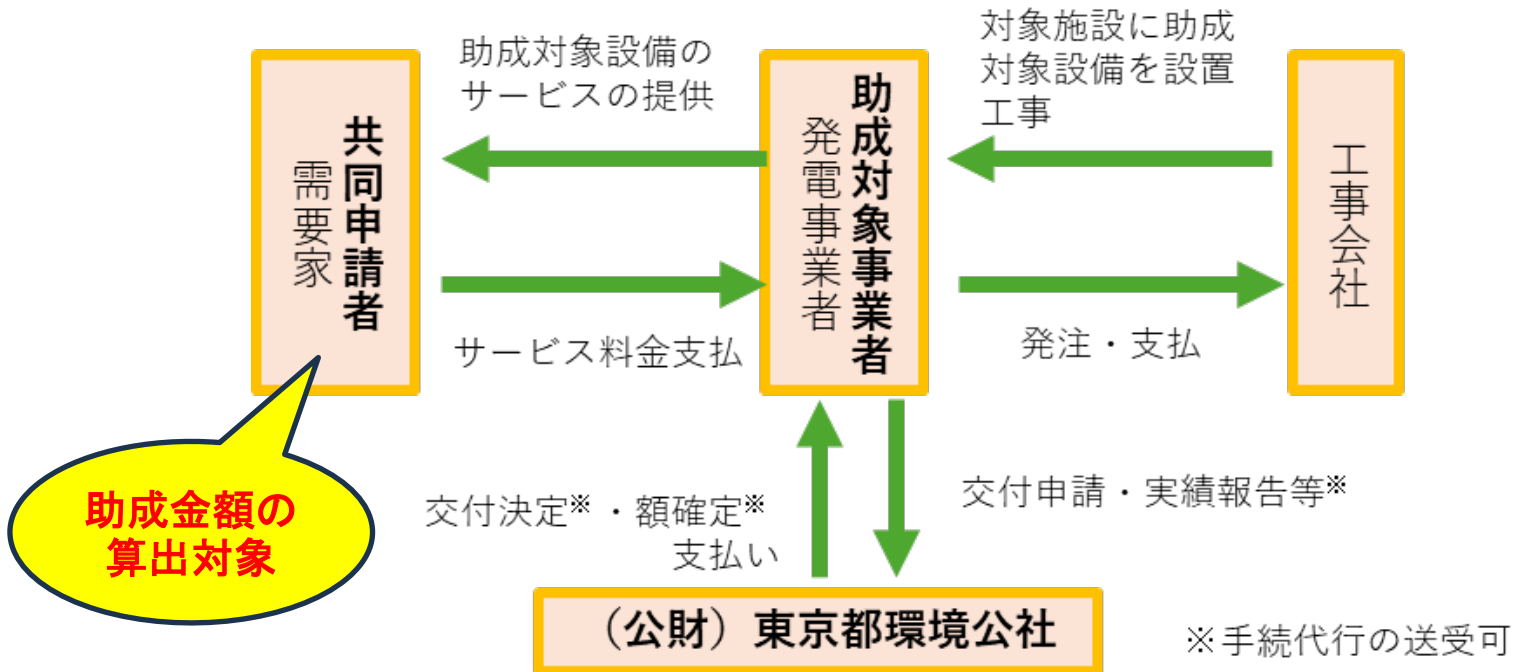 助成対象設備の
サービスの提供
対象施設に助成
対象設備を設置
工事
共同申請者
需要家
助成対象事業者
発電事業者
工事会社
サービス料金支払
発注・支払
助成金額の
算出対象
交付決定※・額確定※
支払い
交付申請・実績報告等※
（公財）東京都環境公社
※手続代行の送受可